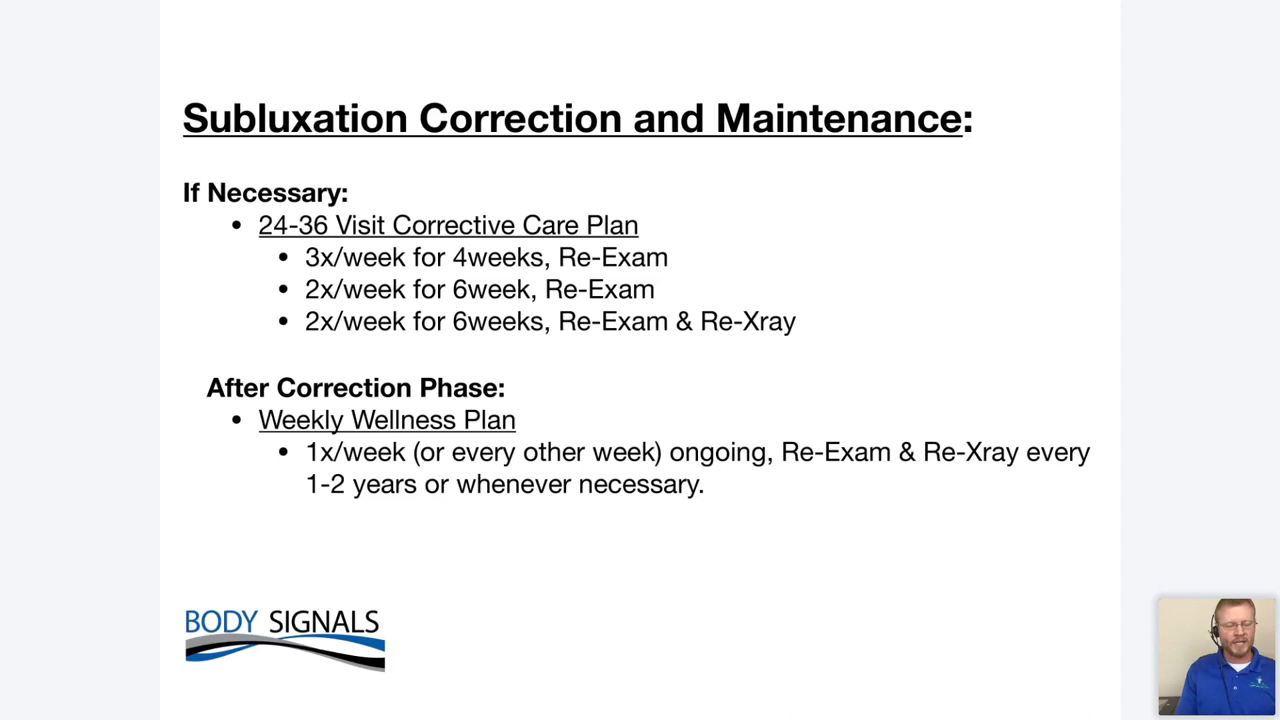 Subluxation Correction and Maintenance:
If Necessary:
• 24-36 Visit Corrective Care Plan
• 3x/week for 4weeks, Re-Exam
• 2x/week for 6week, Re-Exam
• 2x/week for 6weeks, Re-Exam & Re-Xray
After Correction Phase:
• Weekly Wellness Plan
• 1x/week (or every other week) ongoing, Re-Exam & Re-Xray every
1-2 years or whenever necessary.
BODY SIGNALS